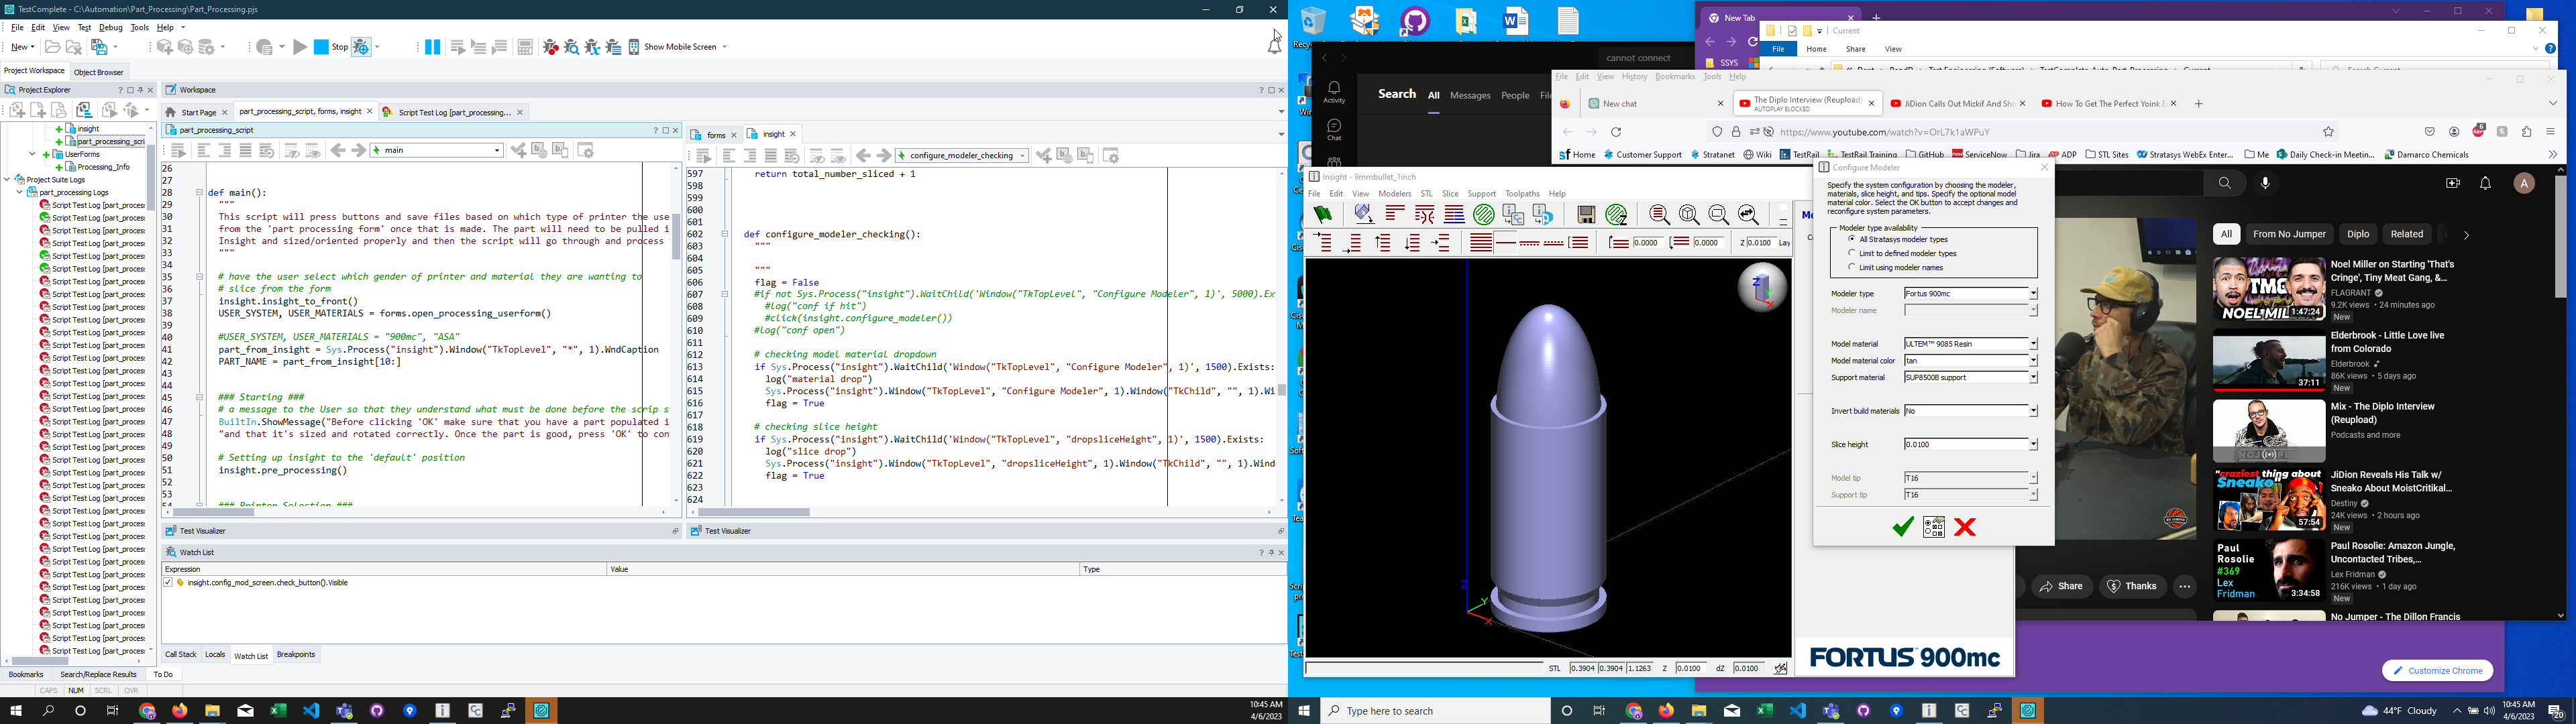 TestComplete - C:\Automation\Part_Processing\Part_Processing.pjs
File Edit View Test Debug Tools Help
New
Stop
Show Mobile Screen
Project Workspace Object Browser
Project Explorer
insight
part_processing_scri
UserForms
Processing_Info
Project Suite Logs
part_processing Logs
Script Test Log [part_process
Workspace
Start Page
part_processing_script, forms, insight
Script Test Log [part_processing...
part_processing_script
main
26
27
28 def main():
29 """
30 This script will press buttons and save files based on which type of printer the use
31 from the 'part processing form' once that is made. The part will need to be pulled i
32 Insight and sized/oriented properly and then the script will go through and process
33 """
34
35 # have the user select which gender of printer and material they are wanting to
36 # slice from the form
37 insight.insight_to_front()
38 USER_SYSTEM, USER_MATERIALS = forms.open_processing_userform()
39
40 #USER_SYSTEM, USER_MATERIALS = "900mc", "ASA"
41 part_from_insight = Sys.Process("insight").Window("TkTopLevel", "*", 1).WndCaption
42 PART_NAME = part_from_insight[10:]
43
44
45 ### Starting ###
46 # a message to the User so that they understand what must be done before the scrip s
47 BuiltIn.ShowMessage("Before clicking 'OK' make sure that you have a part populated i
48 "and that it's sized and rotated correctly. Once the part is good, press 'OK' to con
49
50 # Setting up insight to the 'default' position
51 insight.pre_processing()
52
53
54 ### Printer Selection ###
forms
insight
configure_modeler_checking
597 return total_number_sliced + 1
598
599
600
601
602 def configure_modeler_checking():
603 """
604
605 """
606 flag = False
607 #if not Sys.Process("insight").WaitChild('Window("TkTopLevel", "Configure Modeler", 1)', 5000).Ex
608 #log("conf if hit")
609 #click(insight.configure_modeler())
610 #log("conf open")
611
612 # checking model material dropdown
613 if Sys.Process("insight").WaitChild('Window("TkTopLevel", "Configure Modeler", 1)', 1500).Exists:
614 log("material drop")
615 Sys.Process("insight").Window("TkTopLevel", "Configure Modeler", 1).Window("TkChild", "", 1).Wi
616 flag = True
617
618 # checking slice height
619 if Sys.Process("insight").WaitChild('Window("TkTopLevel", "dropsliceHeight", 1)', 1500).Exists:
620 log("slice drop")
621 Sys.Process("insight").Window("TkTopLevel", "dropsliceHeight", 1).Window("TkChild", "", 1).Wind
622 flag = True
623
624
Test Visualizer
Test Visualizer
Watch List
Expression Value Type
insight.config_mod_screen.check_button().Visible
Call Stack Locals Watch List Breakpoints
Bookmarks Search/Replace Results To Do
CAPS NUM SCRL OVR
10:45 AM
4/6/2023
New Tab
SSYS
Current
File Home Share View
cannot connect
Activity
Chat
Search All Messages People File
File Edit View History Bookmarks Tools Help
New chat
The Diplo Interview (Reupload)
AUTOPLAY BLOCKED
JiDion Calls Out Mizkif And Sha
How To Get The Perfect Yoink E
https://www.youtube.com/watch?v=OrL7k1aWPuY
Home Customer Support Stratanet Wiki TestRail TestRail Training GitHub ServiceNow Jira ADP STL Sites Stratasys WebEx Enter... Me Daily Check-in Meetin... Damarco Chemicals
Insight - 9mmbullet_1inch
File Edit View Modelers STL Slice Support Toolpaths Help
0.0000 0.0000 Z 0.0100 Lay
STL 0.3904 0.3904 1.1263 Z 0.0100 dZ 0.0100
FORTUS 900mc
Configure Modeler
Specify the system configuration by choosing the modeler,
materials, slice height, and tips. Specify the optional model
material color. Select the OK button to accept changes and
reconfigure system parameters.
Modeler type availability
All Stratasys modeler types
Limit to defined modeler types
Limit using modeler names
Modeler type Fortus 900mc
Modeler name
Model material ULTEM™ 9085 Resin
Model material color tan
Support material SUP8500B support
Invert build materials No
Slice height 0.0100
Model tip T16
Support tip T16
A
All From No Jumper Diplo Related
Noel Miller on Starting 'That's
Cringe', Tiny Meat Gang, &...
FLAGRANT
9.2K views • 24 minutes ago
New
1:47:24
Elderbrook - Little Love live
from Colorado
Elderbrook
86K views • 5 days ago
New
37:11
Mix - The Diplo Interview
(Reupload)
Podcasts and more
JiDion Reveals His Talk w/
Sneako About MoistCritikal...
Destiny
24K views • 2 hours ago
New
57:54
Paul Rosolie: Amazon Jungle,
Uncontacted Tribes,...
Lex Fridman
216K views • 1 day ago
New
Paul
Rosolie
#369
Lex
Fridman
3:34:58
No Jumper - The Dillon Francis
Share Thanks
Customize Chrome
Type here to search
44°F Cloudy
10:45 AM
4/6/2023
20